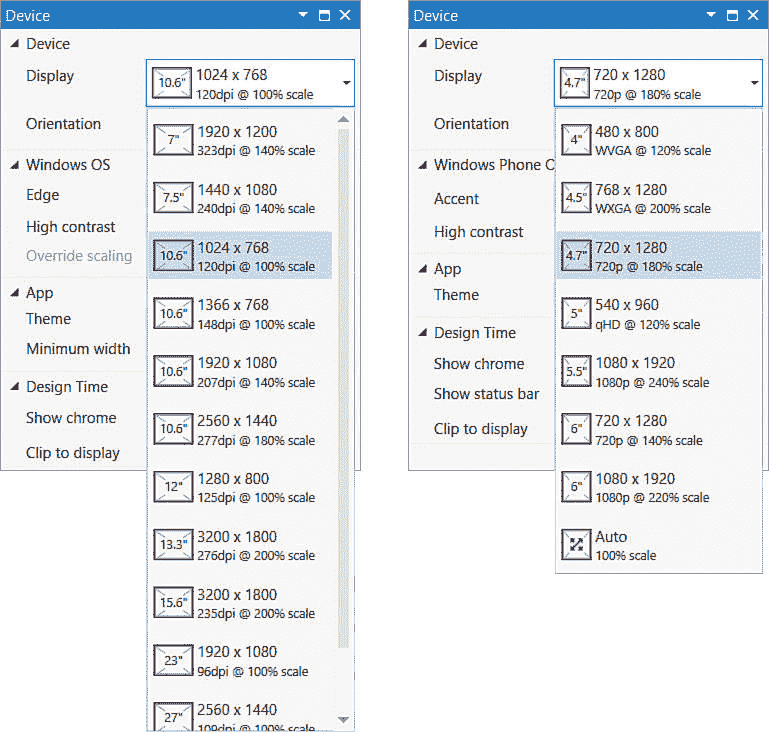 Device
Device
Display
10.6"
1024 x 768
120dpi @ 100% scale
Orientation
7"
1920 x 1200
323dpi @ 140% scale
Windows OS
Edge
7.5"
1440 x 1080
240dpi @ 140% scale
High contrast
Override scaling
10.6"
1024 x 768
120dpi @ 100% scale
App
Theme
10.6"
1366 x 768
148dpi @ 100% scale
Minimum width
10.6"
1920 x 1080
207dpi @ 140% scale
Design Time
Show chrome
10.6"
2560 x 1440
277dpi @ 180% scale
Clip to display
12"
1280 x 800
125dpi @ 100% scale
13.3"
3200 x 1800
276dpi @ 200% scale
15.6"
3200 x 1800
235dpi @ 200% scale
23"
1920 x 1080
96dpi @ 100% scale
27"
2560 x 1440
109dpi @ 100% scale
Device
Device
Display
4.7"
720 x 1280
720p @ 180% scale
Orientation
4"
480 x 800
WVGA @ 120% scale
Windows Phone O
Accent
4.5"
768 x 1280
WXGA @ 200% scale
High contrast
4.7"
720 x 1280
720p @ 180% scale
App
Theme
5"
540 x 960
qHD @ 120% scale
Design Time
Show chrome
5.5"
1080 x 1920
1080p @ 240% scale
Show status bar
Clip to display
6"
720 x 1280
720p @ 140% scale
6"
1080 x 1920
1080p @ 220% scale
Auto
100% scale